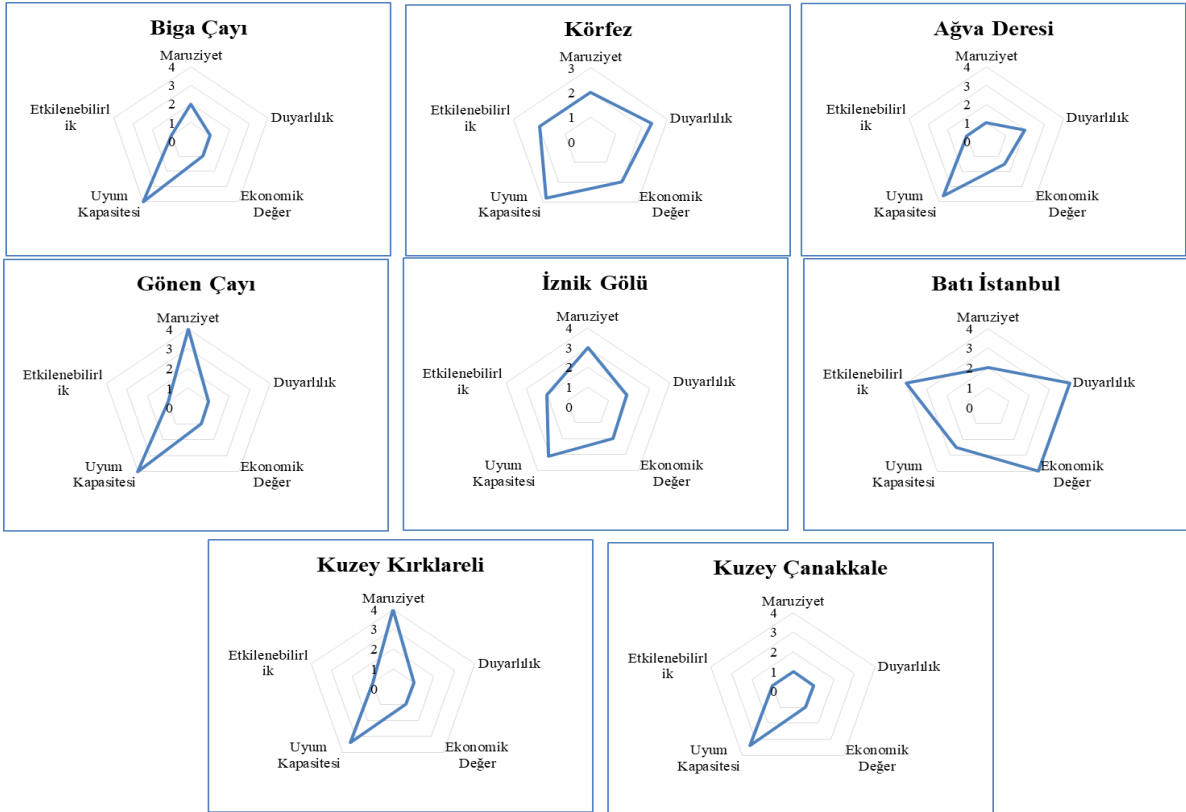 Biga Çayı
Maruziyet
4
3
2
1
0
Duyarlılık
Ekonomik
Değer
Uyum
Kapasitesi
Etkilenebilirl
ik
Körfez
Maruziyet
3
2
1
0
Duyarlılık
Ekonomik
Değer
Uyum
Kapasitesi
Etkilenebilirl
ik
Ağva Deresi
Maruziyet
4
3
2
1
0
Duyarlılık
Ekonomik
Değer
Uyum
Kapasitesi
Etkilenebilirl
ik
Gönen Çayı
Maruziyet
4
3
2
1
0
Duyarlılık
Ekonomik
Değer
Uyum
Kapasitesi
Etkilenebilirl
ik
İznik Gölü
Maruziyet
4
3
2
1
0
Duyarlılık
Ekonomik
Değer
Uyum
Kapasitesi
Etkilenebilirl
ik
Batı İstanbul
Maruziyet
4
3
2
1
0
Duyarlılık
Ekonomik
Değer
Uyum
Kapasitesi
Etkilenebilirl
ik
Kuzey Kırklareli
Maruziyet
4
3
2
1
0
Duyarlılık
Ekonomik
Değer
Uyum
Kapasitesi
Etkilenebilirl
ik
Kuzey Çanakkale
Maruziyet
4
3
2
1
0
Duyarlılık
Ekonomik
Değer
Uyum
Kapasitesi
Etkilenebilirl
ik